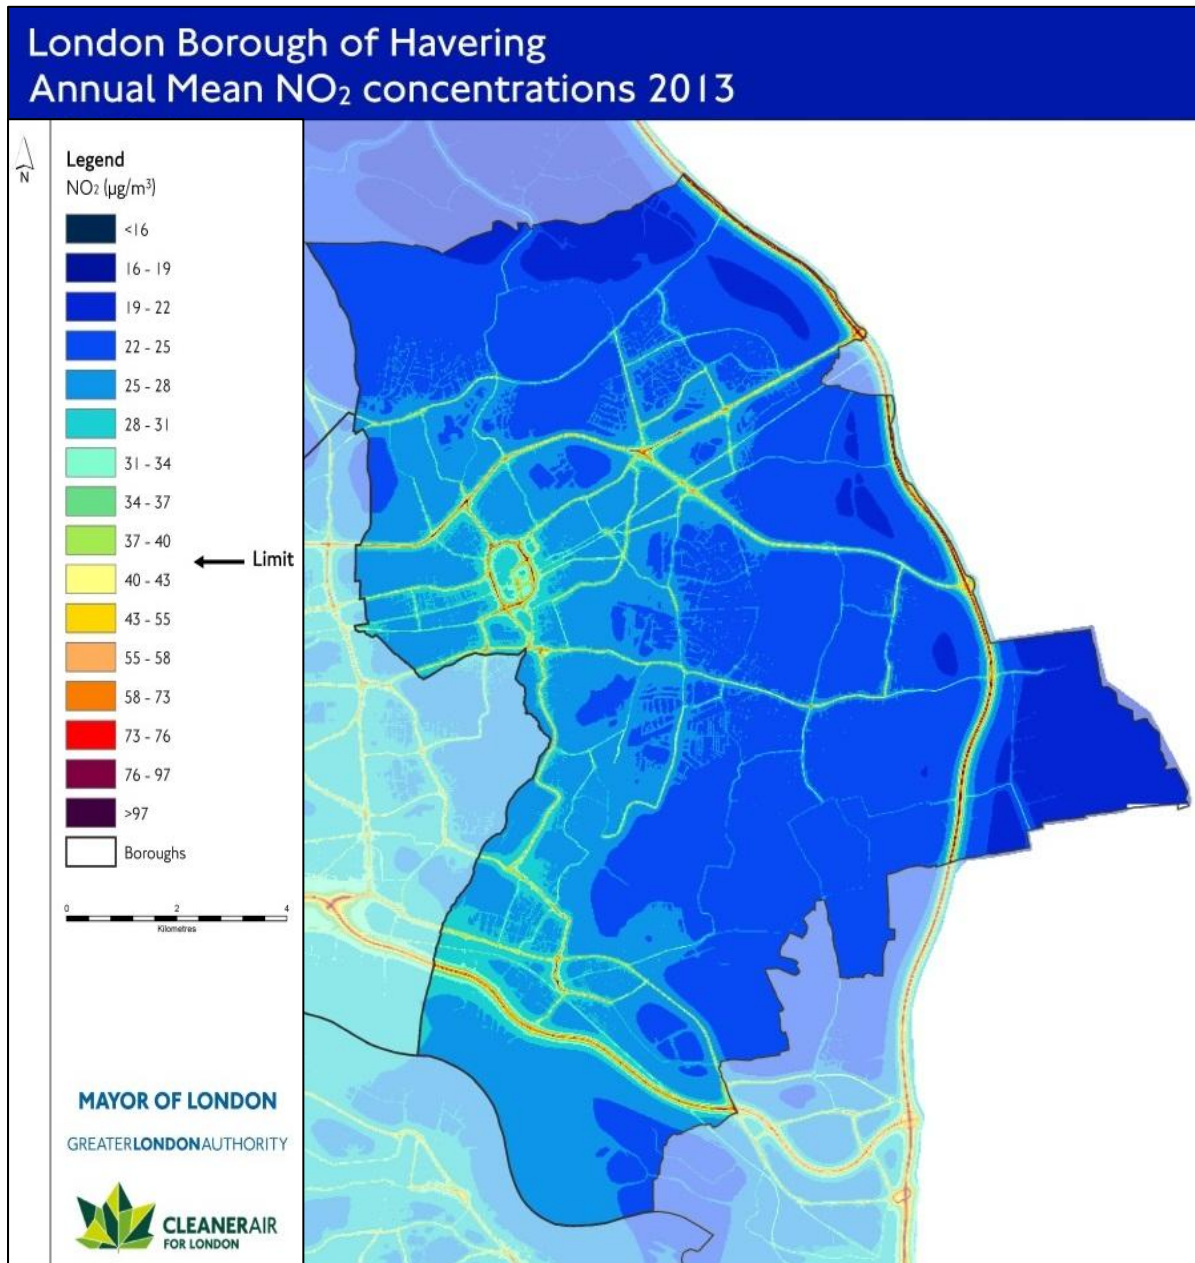 London Borough of Havering
Annual Mean NO₂ concentrations 2013
N
Legend
NO₂ (µg/m³)
<16
16 - 19
19 - 22
22 - 25
25 - 28
28 - 31
31 - 34
34 - 37
37 - 40
Limit
40 - 43
43 - 55
55 - 58
58 - 73
73 - 76
76 - 97
>97
Boroughs
0 2 4
Kilometres
MAYOR OF LONDON
GREATERLONDONAUTHORITY
CLEANERAIR
FOR LONDON